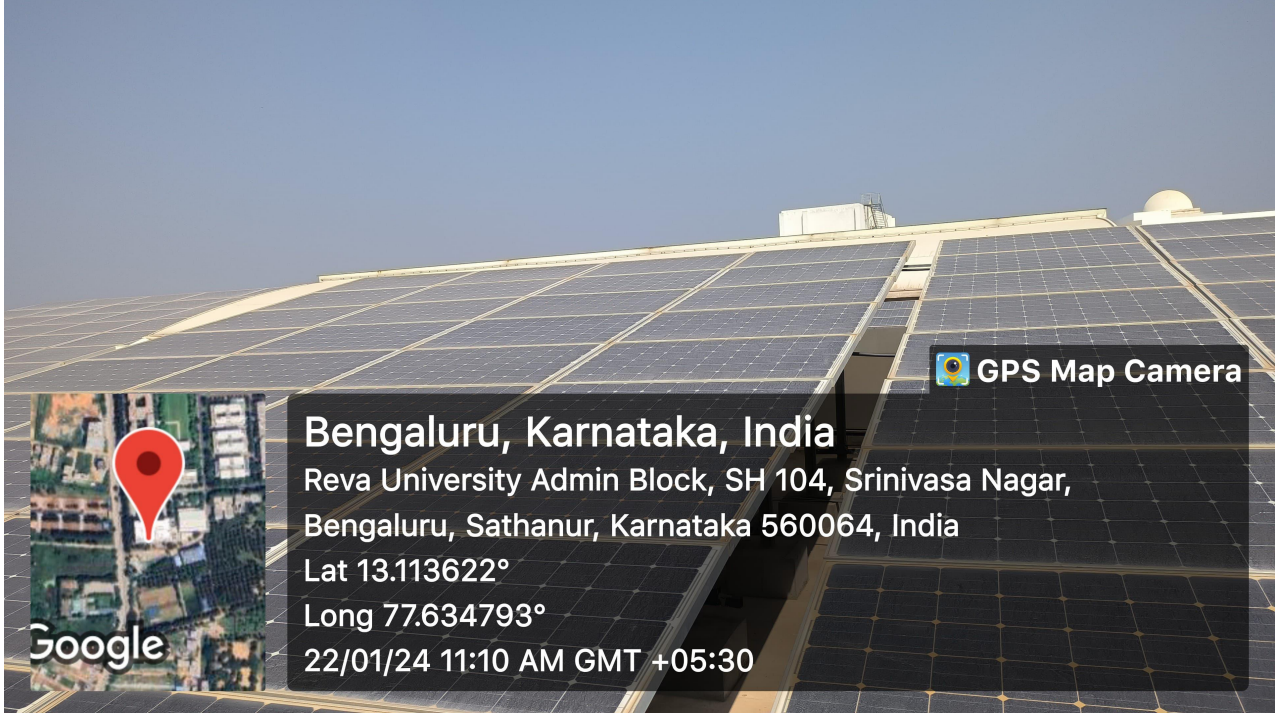 GPS Map Camera
Bengaluru, Karnataka, India
Reva University Admin Block, SH 104, Srinivasa Nagar,
Bengaluru, Sathanur, Karnataka 560064, India
Lat 13.113622°
Long 77.634793°
22/01/24 11:10 AM GMT +05:30
Google